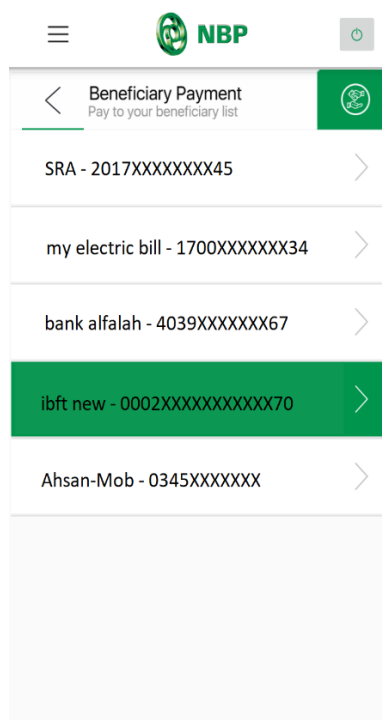 NBP
Beneficiary Payment
Pay to your beneficiary list
SRA - 2017XXXXXXXX45
my electric bill - 1700XXXXXXX34
bank alfalah - 4039XXXXXXX67
ibft new - 0002XXXXXXXXXXX70
Ahsan-Mob - 0345XXXXXXX